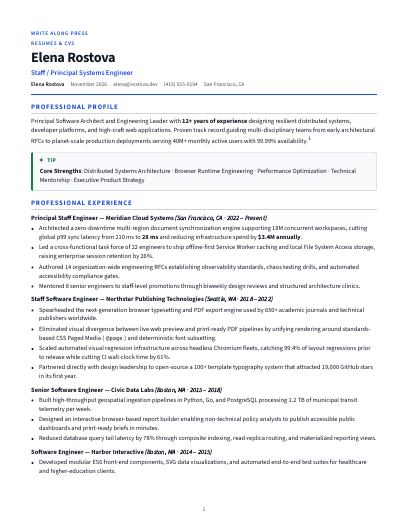 WRITE ALONG PRESS
RESUMES & CVS
Elena Rostova
Staff / Principal Systems Engineer
Elena Rostova November 2026 elena@rostova.dev (415) 555-0194 San Francisco, CA
PROFESSIONAL PROFILE
Principal Software Architect and Engineering Leader with 12+ years of experience designing resilient distributed systems,
developer platforms, and high-craft web applications. Proven track record guiding multi-disciplinary teams from early architectural
RFCs to planet-scale production deployments serving 40M+ monthly active users with 99.99% availability.1
TIP
Core Strengths: Distributed Systems Architecture · Browser Runtime Engineering · Performance Optimization · Technical
Mentorship · Executive Product Strategy
PROFESSIONAL EXPERIENCE
Principal Staff Engineer — Meridian Cloud Systems (San Francisco, CA · 2022 – Present)
• Architected a zero-downtime multi-region document synchronization engine supporting 18M concurrent workspaces, cutting
global p99 sync latency from 210 ms to 28 ms and reducing infrastructure spend by $3.4M annually.
• Led a cross-functional task force of 22 engineers to ship offline-first Service Worker caching and local File System Access storage,
raising enterprise session retention by 26%.
• Authored 14 organization-wide engineering RFCs establishing observability standards, chaos testing drills, and automated
accessibility compliance gates.
• Mentored 8 senior engineers to staff-level promotions through biweekly design reviews and structured architecture clinics.
Staff Software Engineer — Northstar Publishing Technologies (Seattle, WA · 2018 – 2022)
• Spearheaded the next-generation browser typesetting and PDF export engine used by 650+ academic journals and technical
publishers worldwide.
• Eliminated visual divergence between live web preview and print-ready PDF pipelines by unifying rendering around standards-
based CSS Paged Media ( @page ) and deterministic font subsetting.
• Scaled automated visual regression infrastructure across headless Chromium fleets, catching 99.4% of layout regressions prior
to release while cutting CI wall-clock time by 61%.
• Partnered directly with design leadership to open-source a 100+ template typography system that attracted 19,000 GitHub stars
in its first year.
Senior Software Engineer — Civic Data Labs (Boston, MA · 2015 – 2018)
• Built high-throughput geospatial ingestion pipelines in Python, Go, and PostgreSQL processing 1.2 TB of municipal transit
telemetry per week.
• Designed an interactive browser-based report builder enabling non-technical policy analysts to publish accessible public
dashboards and print-ready briefs in minutes.
• Reduced database query tail latency by 78% through composite indexing, read-replica routing, and materialized reporting views.
Software Engineer — Harbor Interactive (Boston, MA · 2014 – 2015)
• Developed modular ES6 front-end components, SVG data visualizations, and automated end-to-end test suites for healthcare
and higher-education clients.
1